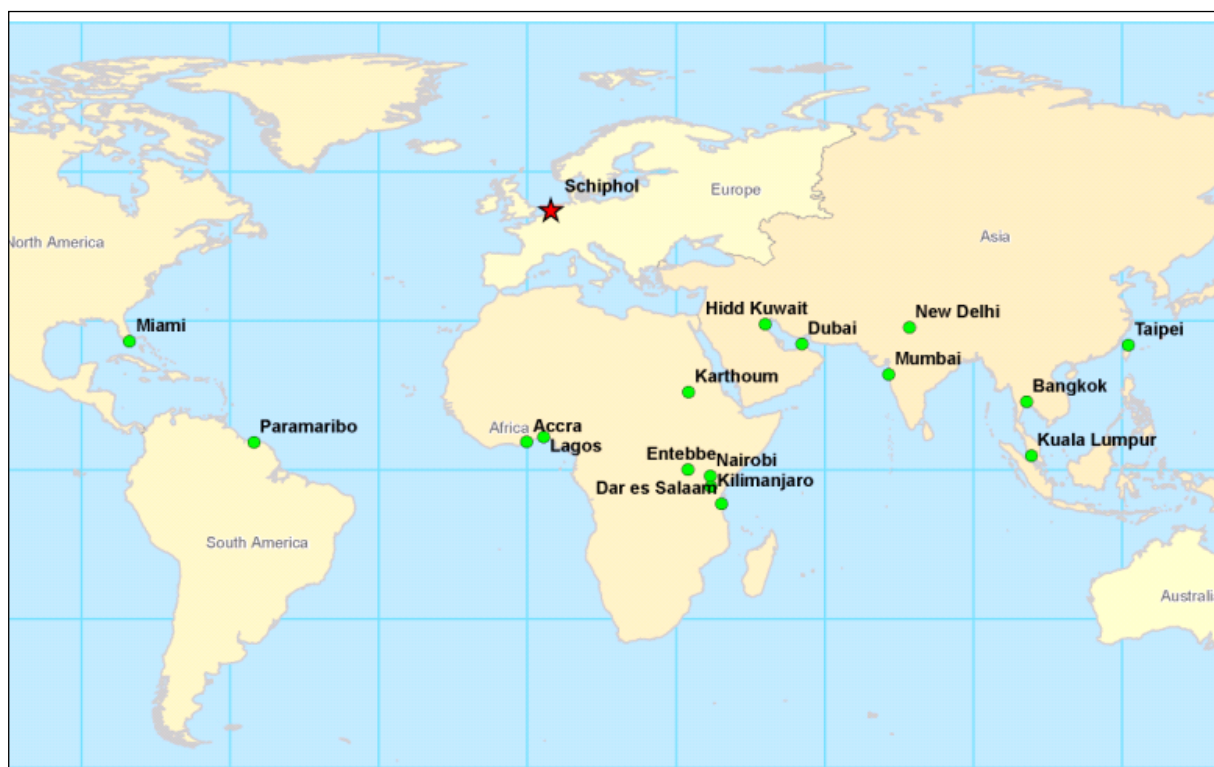 Schiphol
Europe
North America
Asia
Hidd Kuwait
New Delhi
Miami
Dubai
Taipei
Mumbai
Karthoum
Bangkok
Paramaribo
Africa
Accra
Lagos
Kuala Lumpur
Entebbe
Nairobi
Dar es Salaam
Kilimanjaro
South America
Australi